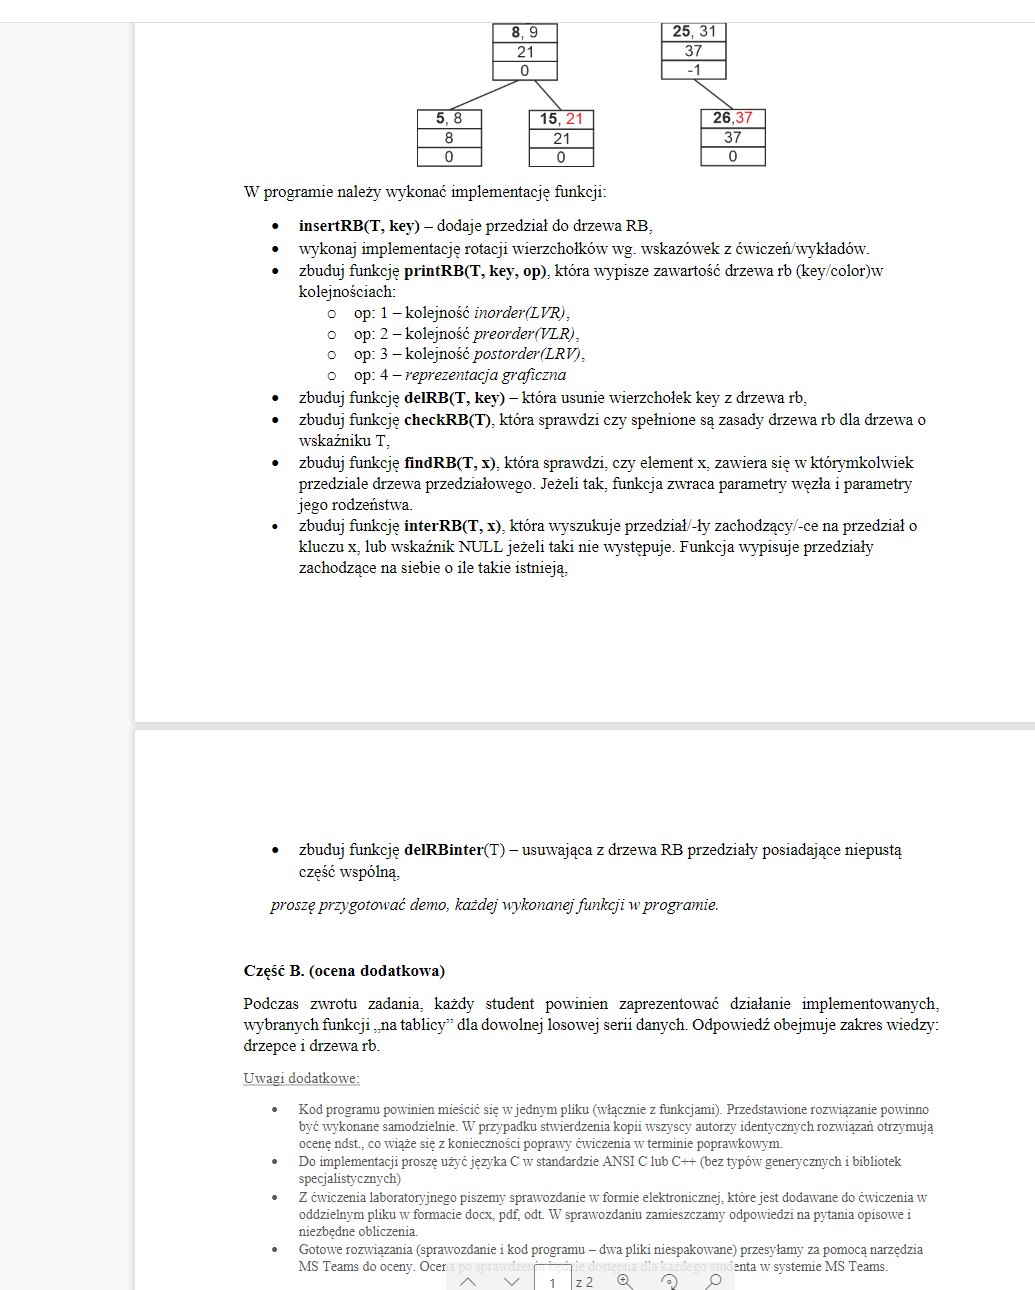 8, 9
25, 31
21
37
0
-1
5, 8
15, 21
26,37
8
21
37
0
0
0
W programie należy wykonać implementację funkcji:
• insertRB(T, key) – dodaje przedział do drzewa RB,
• wykonaj implementację rotacji wierzchołków wg. wskazówek z ćwiczeń/wykładów.
• zbuduj funkcję printRB(T, key, op), która wypisze zawartość drzewa rb (key/color)w
kolejnościach:
o op: 1 – kolejność inorder(LVR),
o op: 2 – kolejność preorder(VLR),
o op: 3 – kolejność postorder(LRV),
o op: 4 – reprezentacja graficzna
• zbuduj funkcję delRB(T, key) – która usunie wierzchołek key z drzewa rb,
• zbuduj funkcję checkRB(T), która sprawdzi czy spełnione są zasady drzewa rb dla drzewa o
wskaźniku T,
• zbuduj funkcję findRB(T, x), która sprawdzi, czy element x, zawiera się w którymkolwiek
przedziale drzewa przedziałowego. Jeżeli tak, funkcja zwraca parametry węzła i parametry
jego rodzeństwa.
• zbuduj funkcję interRB(T, x), która wyszukuje przedział/-ły zachodzący/-ce na przedział o
kluczu x, lub wskaźnik NULL jeżeli taki nie występuje. Funkcja wypisuje przedziały
zachodzące na siebie o ile takie istnieją,
• zbuduj funkcję delRBinter(T) – usuwająca z drzewa RB przedziały posiadające niepustą
część wspólną,
proszę przygotować demo, każdej wykonanej funkcji w programie.
Część B. (ocena dodatkowa)
Podczas zwrotu zadania, każdy student powinien zaprezentować działanie implementowanych,
wybranych funkcji „na tablicy” dla dowolnej losowej serii danych. Odpowiedź obejmuje zakres wiedzy:
drzepce i drzewa rb.
Uwagi dodatkowe:
• Kod programu powinien mieścić się w jednym pliku (włącznie z funkcjami). Przedstawione rozwiązanie powinno
być wykonane samodzielnie. W przypadku stwierdzenia kopii wszyscy autorzy identycznych rozwiązań otrzymują
ocenę ndst., co wiąże się z konieczności poprawy ćwiczenia w terminie poprawkowym.
• Do implementacji proszę użyć języka C w standardzie ANSI C lub C++ (bez typów generycznych i bibliotek
specjalistycznych)
• Z ćwiczenia laboratoryjnego piszemy sprawozdanie w formie elektronicznej, które jest dodawane do ćwiczenia w
oddzielnym pliku w formacie docx, pdf, odt. W sprawozdaniu zamieszczamy odpowiedzi na pytania opisowe i
niezbędne obliczenia.
• Gotowe rozwiązania (sprawozdanie i kod programu – dwa pliki niespakowane) przesyłamy za pomocą narzędzia
MS Teams do oceny. Ocena po sprawdzeniu będzie dostępna dla każdego studenta w systemie MS Teams.
1 z 2